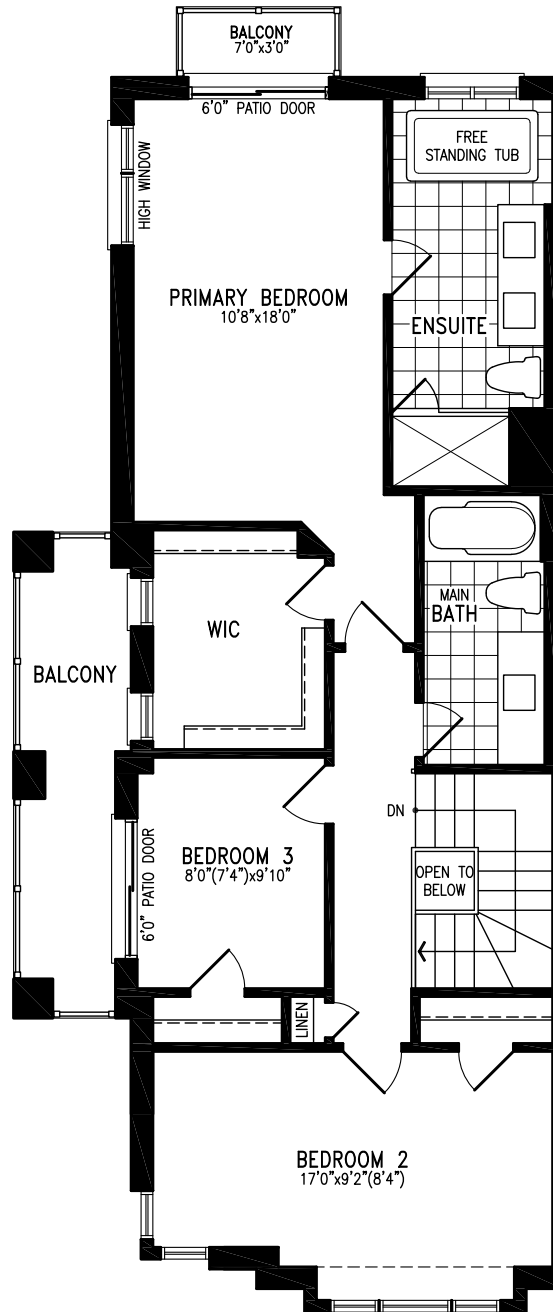 BALCONY
7'0"x3'0"
6'0" PATIO DOOR
HIGH WINDOW
FREE
STANDING TUB
PRIMARY BEDROOM
10'8"x18'0"
ENSUITE
MAIN
BATH
WIC
BALCONY
DN
6'0" PATIO DOOR
BEDROOM 3
8'0"(7'4")x9'10"
OPEN TO
BELOW
LINEN
BEDROOM 2
17'0"x9'2"(8'4")